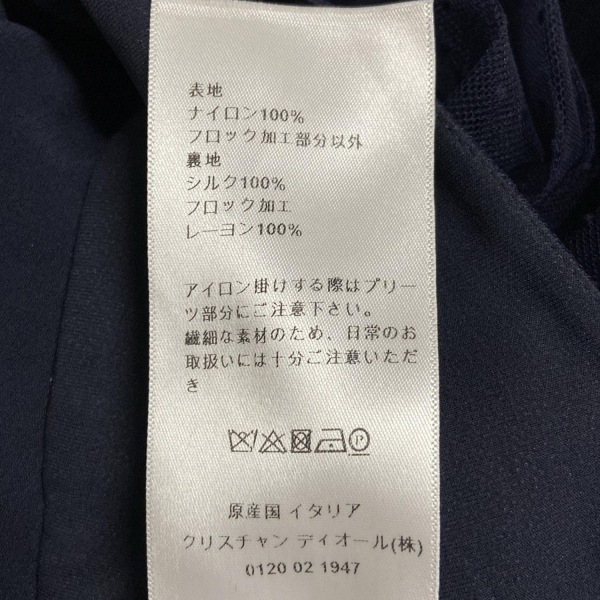 表地
ナイロン100%
フロック加工部分以外
裏地
シルク100%
フロック加工
レーヨン100%
アイロン掛けする際はプリー
ツ部分にご注意下さい。
繊細な素材のため、日常のお
取扱いには十分ご注意いただ
き
P
原産国 イタリア
クリスチャン ディオール(株)
0120 02 1947